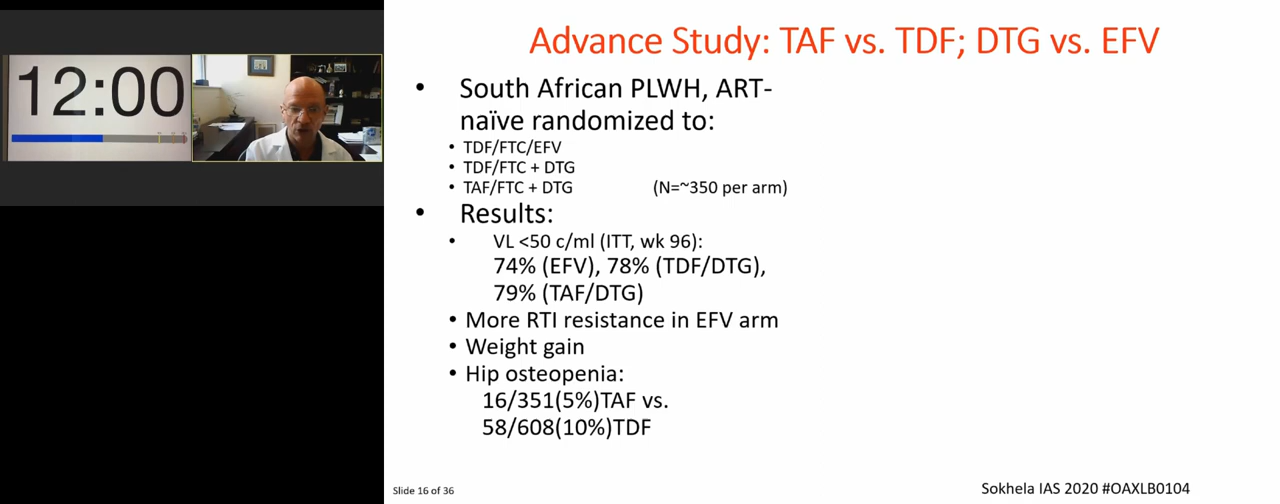 12:00
Advance Study: TAF vs. TDF; DTG vs. EFV
• South African PLWH, ART-
naïve randomized to:
• TDF/FTC/EFV
• TDF/FTC + DTG
• TAF/FTC + DTG (N=~350 per arm)
• Results:
• VL <50 c/ml (ITT, wk 96):
74% (EFV), 78% (TDF/DTG),
79% (TAF/DTG)
• More RTI resistance in EFV arm
• Weight gain
• Hip osteopenia:
16/351(5%)TAF vs.
58/608(10%)TDF
Slide 16 of 36
Sokhela IAS 2020 #OAXLB0104